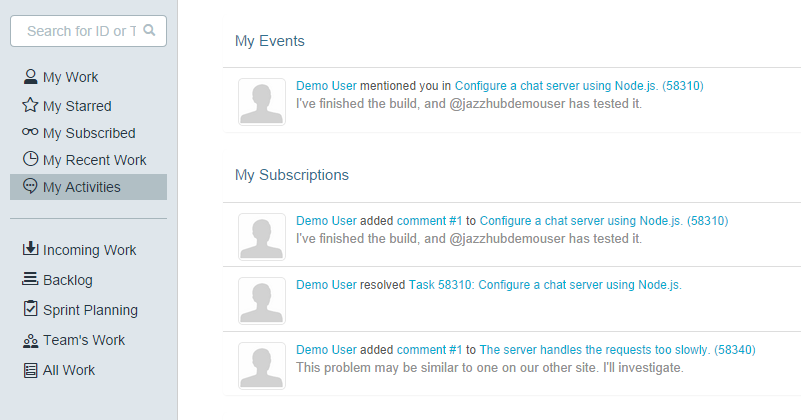 Search for ID or T
My Work
My Starred
My Subscribed
My Recent Work
My Activities
Incoming Work
Backlog
Sprint Planning
Team's Work
All Work
My Events
Demo User mentioned you in Configure a chat server using Node.js. (58310)
I've finished the build, and @jazzhubdemouser has tested it.
My Subscriptions
Demo User added comment #1 to Configure a chat server using Node.js. (58310)
I've finished the build, and @jazzhubdemouser has tested it.
Demo User resolved Task 58310: Configure a chat server using Node.js.
Demo User added comment #1 to The server handles the requests too slowly. (58340)
This problem may be similar to one on our other site. I'll investigate.